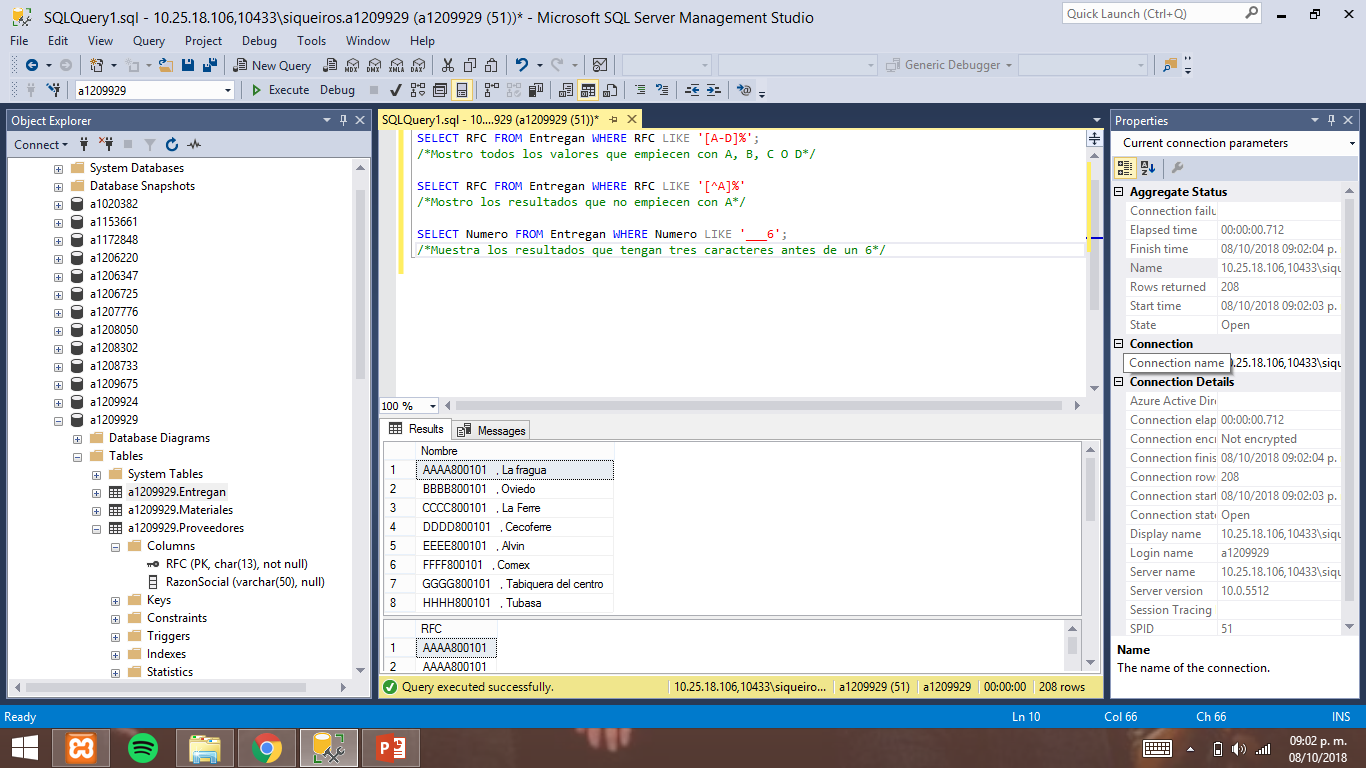 SQLQuery1.sql - 10.25.18.106,10433\siqueiros.a1209929 (a1209929 (51))* - Microsoft SQL Server Management Studio
Quick Launch (Ctrl+Q)
File Edit View Query Project Debug Tools Window Help
New Query MDX DMX XMLA DAX Generic Debugger
a1209929 Execute Debug
Object Explorer
Connect
System Databases
Database Snapshots
a1020382
a1153661
a1172848
a1206220
a1206347
a1206725
a1207776
a1208050
a1208302
a1208733
a1209675
a1209924
a1209929
Database Diagrams
Tables
System Tables
a1209929.Entregan
a1209929.Materiales
a1209929.Proveedores
Columns
RFC (PK, char(13), not null)
RazonSocial (varchar(50), null)
Keys
Constraints
Triggers
Indexes
Statistics
SQLQuery1.sql - 10....929 (a1209929 (51))*
SELECT RFC FROM Entregan WHERE RFC LIKE '[A-D]%';
/*Mostro todos los valores que empiecen con A, B, C O D*/
SELECT RFC FROM Entregan WHERE RFC LIKE '[^A]%'
/*Mostro los resultados que no empiecen con A*/
SELECT Numero FROM Entregan WHERE Numero LIKE '___6';
/*Muestra los resultados que tengan tres caracteres antes de un 6*/
100 %
Results Messages
Nombre
1 AAAA800101 , La fragua
2 BBBB800101 , Oviedo
3 CCCC800101 , La Ferre
4 DDDD800101 , Cecoferre
5 EEEE800101 , Alvin
6 FFFF800101 , Comex
7 GGGG800101 , Tabiquera del centro
8 HHHH800101 , Tubasa
RFC
1 AAAA800101
2 AAAA800101
Query executed successfully. 10.25.18.106,10433\siqueiro... a1209929 (51) a1209929 00:00:00 208 rows
Properties
Current connection parameters
Aggregate Status
Connection failu
Elapsed time 00:00:00.712
Finish time 08/10/2018 09:02:04 p.
Name 10.25.18.106,10433\siqu
Rows returned 208
Start time 08/10/2018 09:02:03 p.
State Open
Connection
Connection name 0.25.18.106,10433\siqu
Connection Details
Azure Active Dire
Connection elap 00:00:00.712
Connection encr Not encrypted
Connection finis 08/10/2018 09:02:04 p.
Connection row 208
Connection start 08/10/2018 09:02:03 p.
Connection state Open
Display name 10.25.18.106,10433\siqu
Login name a1209929
Server name 10.25.18.106,10433\siqu
Server version 10.0.5512
Session Tracing
SPID 51
Name
The name of the connection.
Ready Ln 10 Col 66 Ch 66 INS
09:02 p. m.
08/10/2018